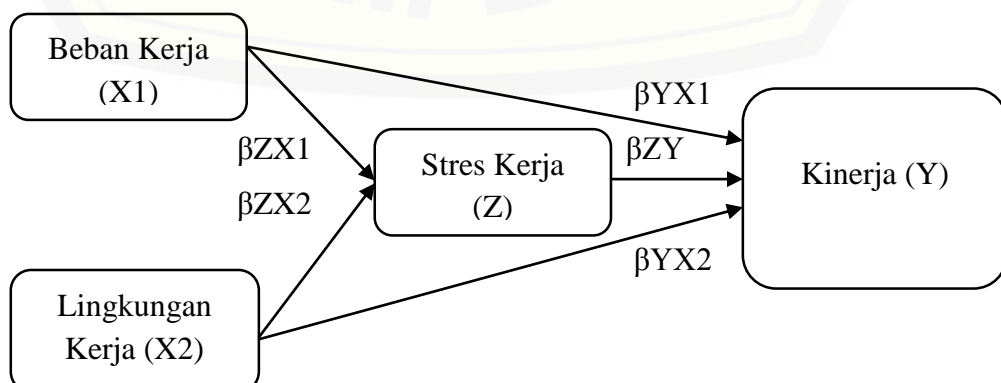 Beban Kerja
(X1)
βYX1
βZX1
Stres Kerja
(Z)
βZY
Kinerja (Y)
βZX2
βYX2
Lingkungan
Kerja (X2)